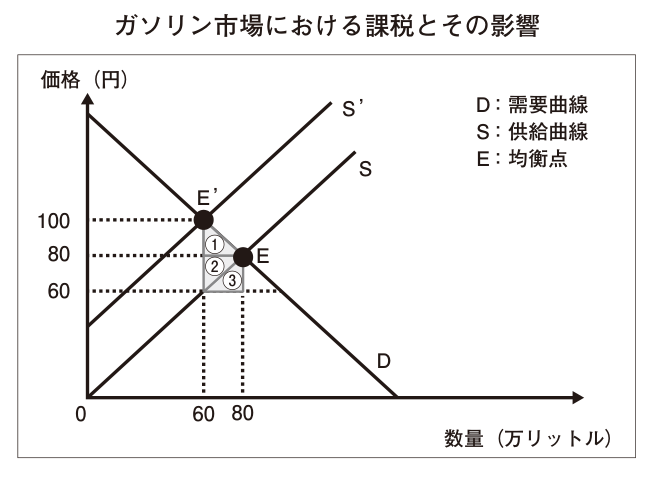 ガソリン市場における課税とその影響
価格（円）
D：需要曲線
S：供給曲線
E：均衡点
S’
S
E’
100
①
80
E
②
③
60
D
0
60
80
数量（万リットル）